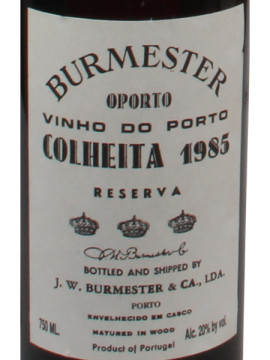 BURMESTER
OPORTO
VINHO DO PORTO
COLHEITA 1985
RESERVA
BOTTLED AND SHIPPED BY
J. W. BURMESTER & CA., LDA.
PORTO
ENVELHECIDO EM CASCO
750 ML. MATURED IN WOOD Alc. 20% by vol.
Product of Portugal